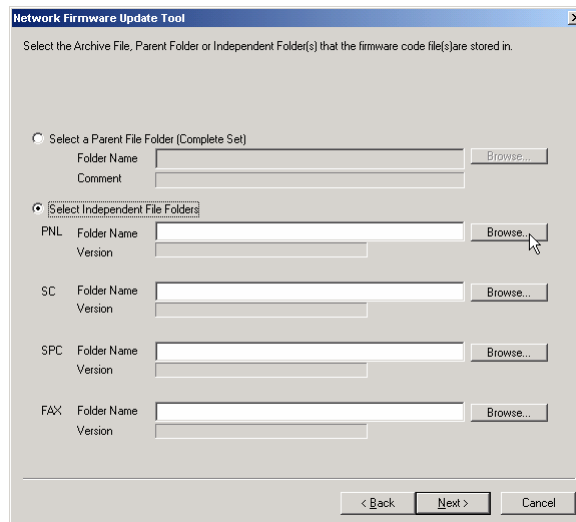 Network Firmware Update Tool
Select the Archive File, Parent Folder or Independent Folder(s) that the firmware code file(s)are stored in.
Select a Parent File Folder (Complete Set)
Folder Name Browse...
Comment
Select Independent File Folders
PNL Folder Name Browse...
Version
SC Folder Name Browse...
Version
SPC Folder Name Browse...
Version
FAX Folder Name Browse...
Version
< Back Next > Cancel